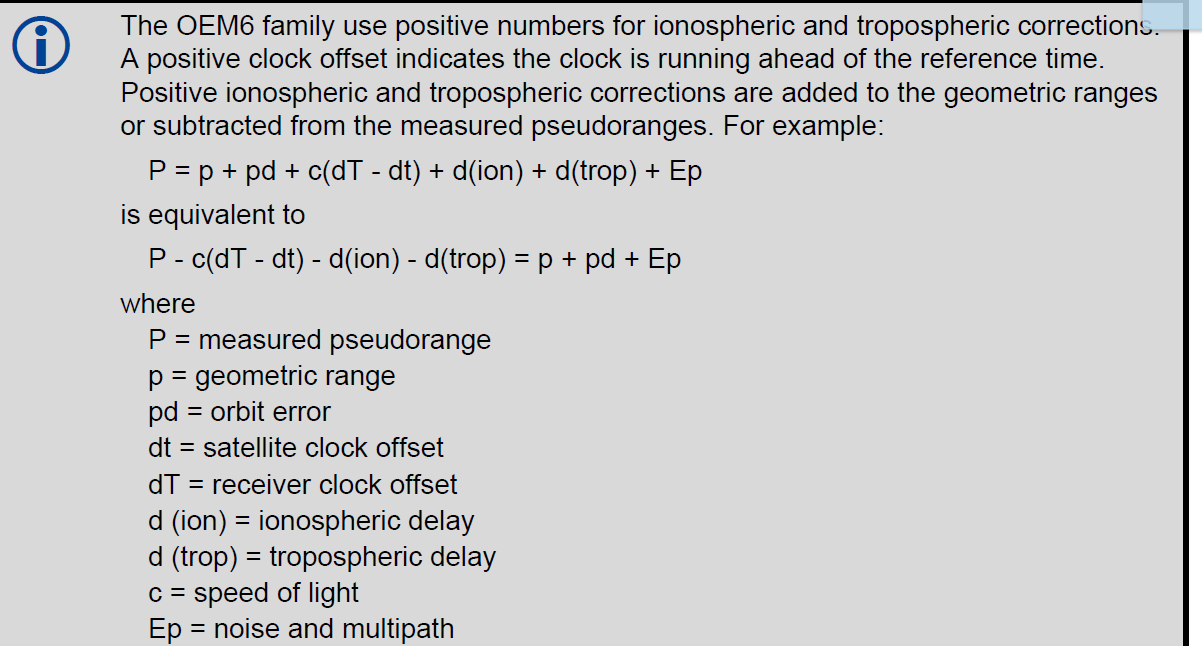 The OEM6 family use positive numbers for ionospheric and tropospheric corrections.
A positive clock offset indicates the clock is running ahead of the reference time.
Positive ionospheric and tropospheric corrections are added to the geometric ranges
or subtracted from the measured pseudoranges. For example:
P = p + pd + c(dT - dt) + d(ion) + d(trop) + Ep
is equivalent to
P - c(dT - dt) - d(ion) - d(trop) = p + pd + Ep
where
P = measured pseudorange
p = geometric range
pd = orbit error
dt = satellite clock offset
dT = receiver clock offset
d (ion) = ionospheric delay
d (trop) = tropospheric delay
c = speed of light
Ep = noise and multipath